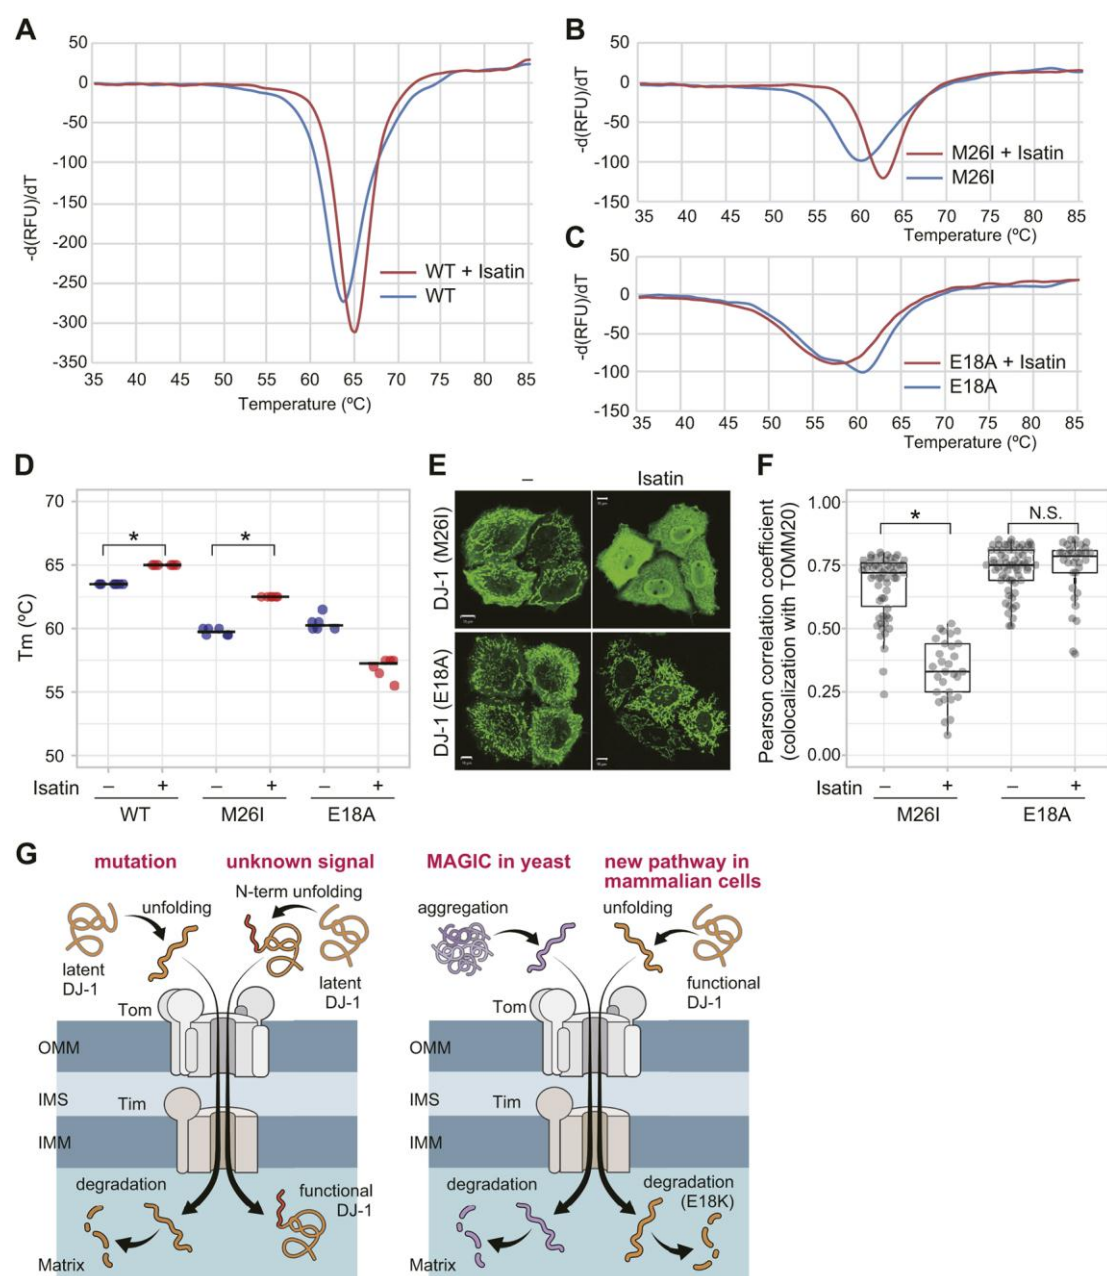 A
50
0
-50
-100
-150
-200
-250
-300
-350
-d(RFU)/dT
35 40 45 50 55 60 65 70 75 80 85
Temperature (ºC)
WT + Isatin
WT
B
50
0
-50
-100
-150
-d(RFU)/dT
35 40 45 50 55 60 65 70 75 80 85
Temperature (ºC)
M26I + Isatin
M26I
C
50
0
-50
-100
-150
-d(RFU)/dT
35 40 45 50 55 60 65 70 75 80 85
Temperature (ºC)
E18A + Isatin
E18A
D
70
65
60
55
50
Tm (ºC)
* *
Isatin – + – + – +
WT M26I E18A
E
– Isatin
DJ-1 (M26I)
DJ-1 (E18A)
F
Pearson correlation coefficient
(colocalization with TOMM20)
1.00
0.75
0.50
0.25
0.00
* N.S.
Isatin – + – +
M26I E18A
G
mutation
unfolding
latent
DJ-1
unknown signal
N-term unfolding
latent
DJ-1
Tom
OMM
IMS
Tim
IMM
degradation
functional
DJ-1
Matrix
MAGIC in yeast
aggregation
new pathway in
mammalian cells
unfolding
functional
DJ-1
Tom
OMM
IMS
Tim
IMM
degradation
degradation
(E18K)
Matrix